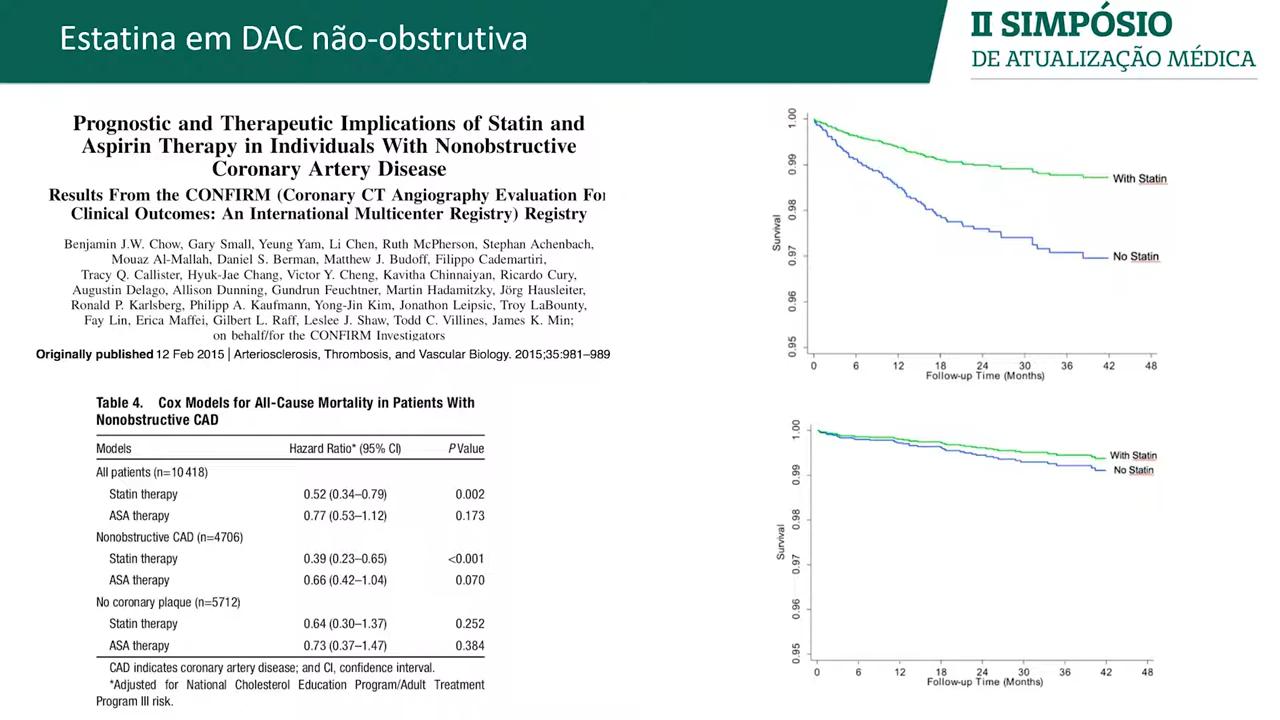 Estatina em DAC não-obstrutiva
II SIMPÓSIO
DE ATUALIZAÇÃO MÉDICA
Prognostic and Therapeutic Implications of Statin and
Aspirin Therapy in Individuals With Nonobstructive
Coronary Artery Disease
Results From the CONFIRM (Coronary CT Angiography Evaluation For
Clinical Outcomes: An International Multicenter Registry) Registry
Benjamin J.W. Chow, Gary Small, Yeung Yam, Li Chen, Ruth McPherson, Stephan Achenbach,
Mouaz Al-Mallah, Daniel S. Berman, Matthew J. Budoff, Filippo Cademartiri,
Tracy Q. Callister, Hyuk-Jae Chang, Victor Y. Cheng, Kavitha Chinnaiyan, Ricardo Cury,
Augustin Delago, Allison Dunning, Gundrun Feuchtner, Martin Hadamitzky, Jörg Hausleiter,
Ronald P. Karlsberg, Philipp A. Kaufmann, Yong-Jin Kim, Jonathon Leipsic, Troy LaBounty,
Fay Lin, Erica Maffei, Gilbert L. Raff, Leslee J. Shaw, Todd C. Villines, James K. Min;
on behalf/for the CONFIRM Investigators
Originally published 12 Feb 2015 | Arteriosclerosis, Thrombosis, and Vascular Biology. 2015;35:981–989
Table 4. Cox Models for All-Cause Mortality in Patients With
Nonobstructive CAD
Models Hazard Ratio* (95% CI) P Value
All patients (n=10 418)
Statin therapy 0.52 (0.34–0.79) 0.002
ASA therapy 0.77 (0.53–1.12) 0.173
Nonobstructive CAD (n=4706)
Statin therapy 0.39 (0.23–0.65) <0.001
ASA therapy 0.66 (0.42–1.04) 0.070
No coronary plaque (n=5712)
Statin therapy 0.64 (0.30–1.37) 0.252
ASA therapy 0.73 (0.37–1.47) 0.384
CAD indicates coronary artery disease; and CI, confidence interval.
*Adjusted for National Cholesterol Education Program/Adult Treatment
Program III risk.
Survival
1.00
0.99
0.98
0.97
0.96
0.95
With Statin
No Statin
0 6 12 18 24 30 36 42 48
Follow-up Time (Months)
Survival
1.00
0.99
0.98
0.97
0.96
0.95
With Statin
No Statin
0 6 12 18 24 30 36 42 48
Follow-up Time (Months)